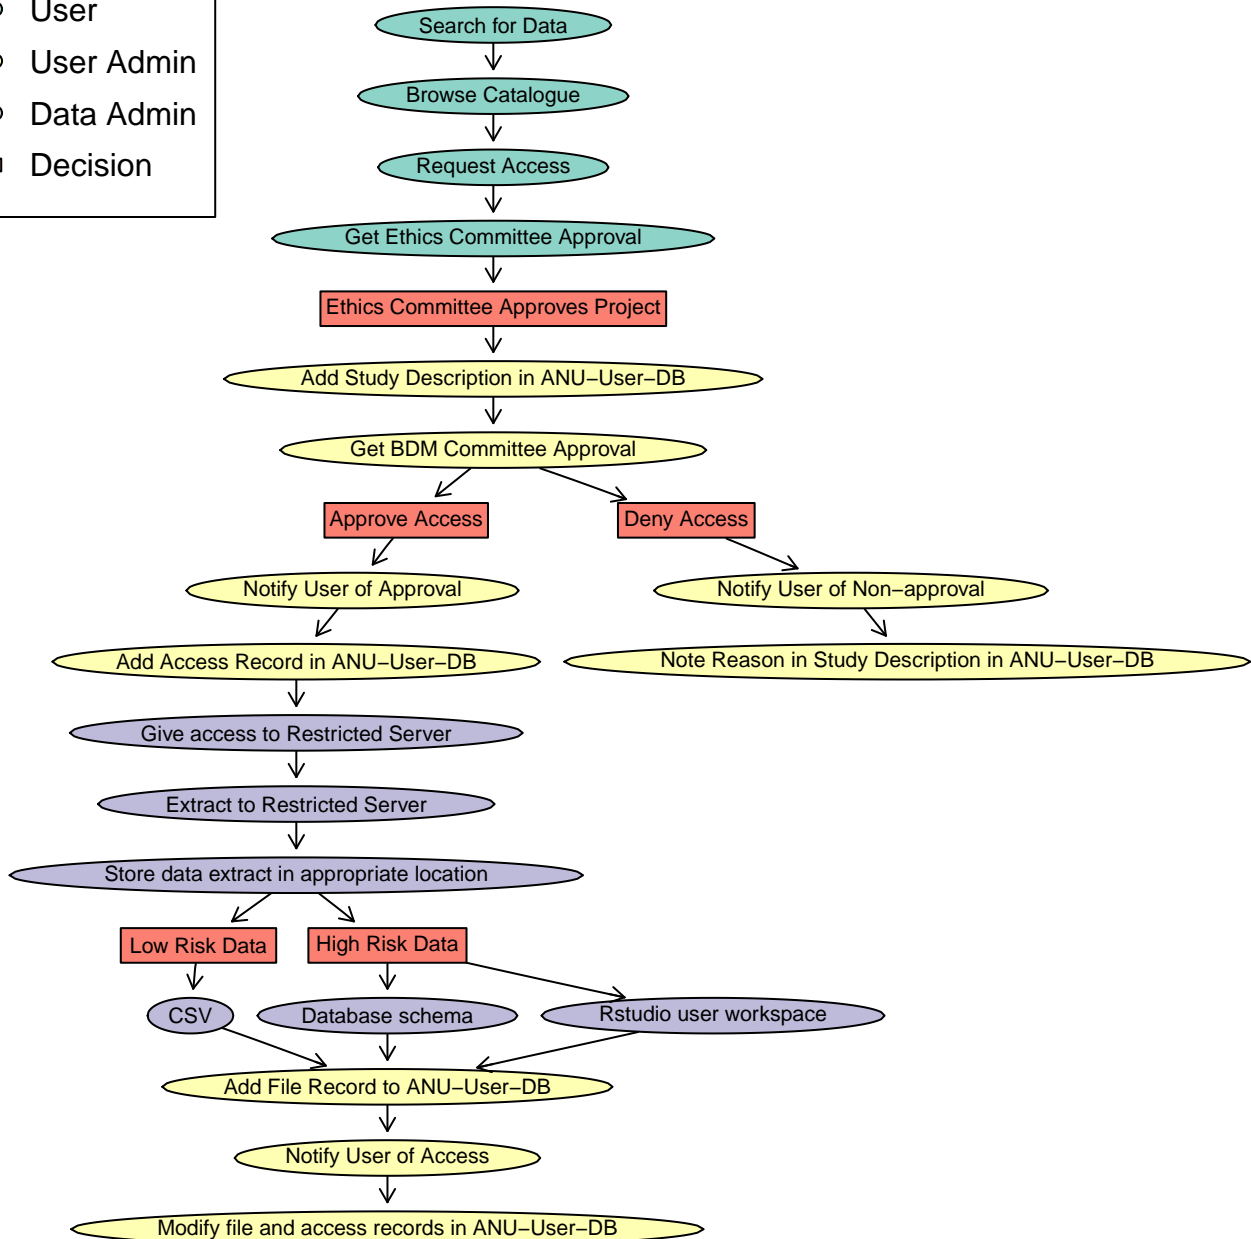 User
User Admin
Data Admin
Decision
Search for Data
Browse Catalogue
Request Access
Get Ethics Committee Approval
Ethics Committee Approves Project
Add Study Description in ANU−User−DB
Get BDM Committee Approval
Approve Access
Deny Access
Notify User of Approval
Notify User of Non−approval
Add Access Record in ANU−User−DB
Note Reason in Study Description in ANU−User−DB
Give access to Restricted Server
Extract to Restricted Server
Store data extract in appropriate location
Low Risk Data
High Risk Data
CSV
Database schema
Rstudio user workspace
Add File Record to ANU−User−DB
Notify User of Access
Modify file and access records in ANU−User−DB